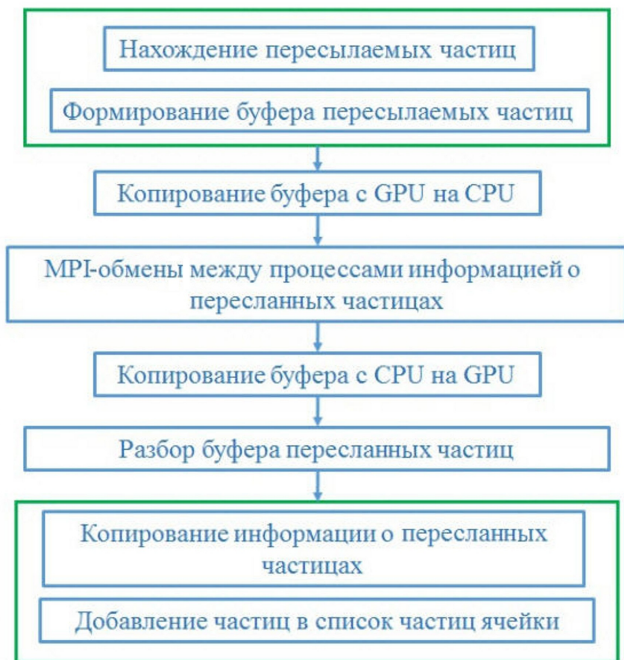 Нахождение пересылаемых частиц
Формирование буфера пересылаемых частиц
Копирование буфера с GPU на CPU
MPI-обмены между процессами информацией о
пересланных частицах
Копирование буфера с CPU на GPU
Разбор буфера пересланных частиц
Копирование информации о пересланных
частицах
Добавление частиц в список частиц ячейки